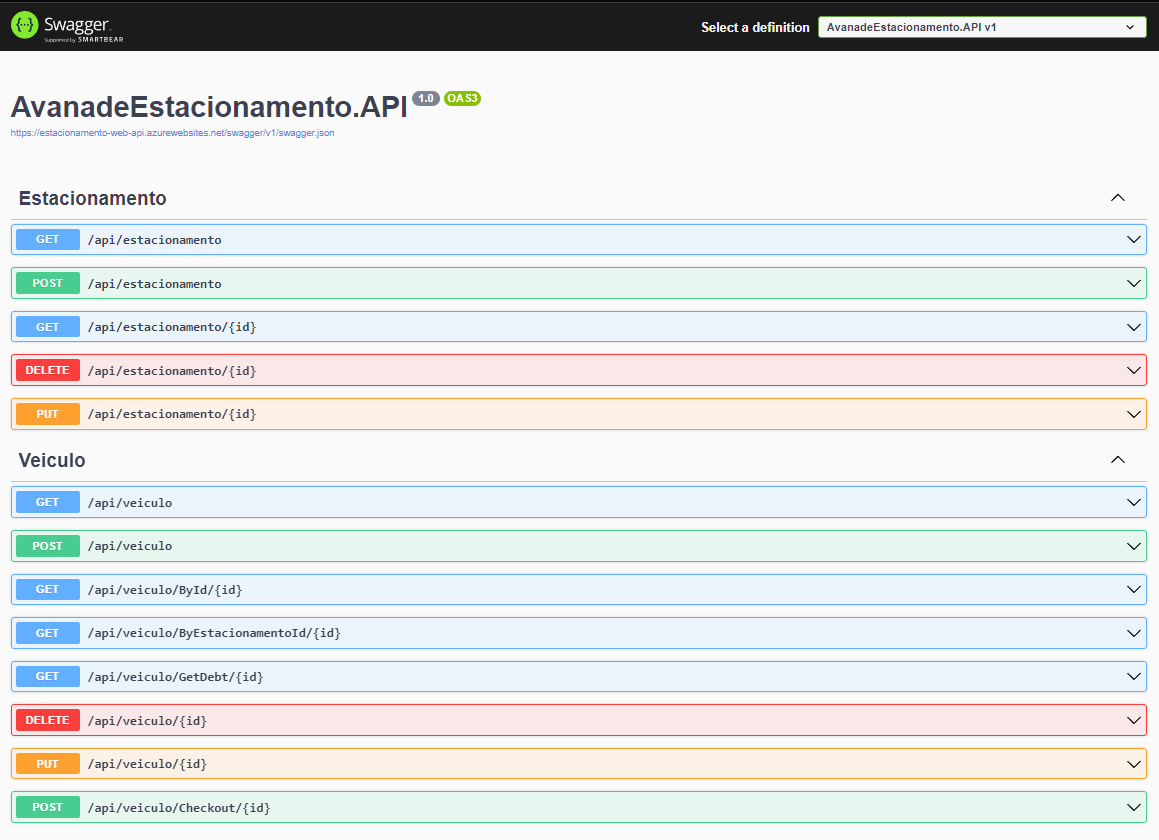 Swagger.
Supported by SMARTBEAR
Select a definition
AvanadeEstacionamento.API v1
AvanadeEstacionamento.API 1.0 OAS3
https://estacionamento-web-api.azurewebsites.net/swagger/v1/swagger.json
Estacionamento
GET /api/estacionamento
POST /api/estacionamento
GET /api/estacionamento/{id}
DELETE /api/estacionamento/{id}
PUT /api/estacionamento/{id}
Veiculo
GET /api/veiculo
POST /api/veiculo
GET /api/veiculo/ById/{id}
GET /api/veiculo/ByEstacionamentoId/{id}
GET /api/veiculo/GetDebt/{id}
DELETE /api/veiculo/{id}
PUT /api/veiculo/{id}
POST /api/veiculo/Checkout/{id}